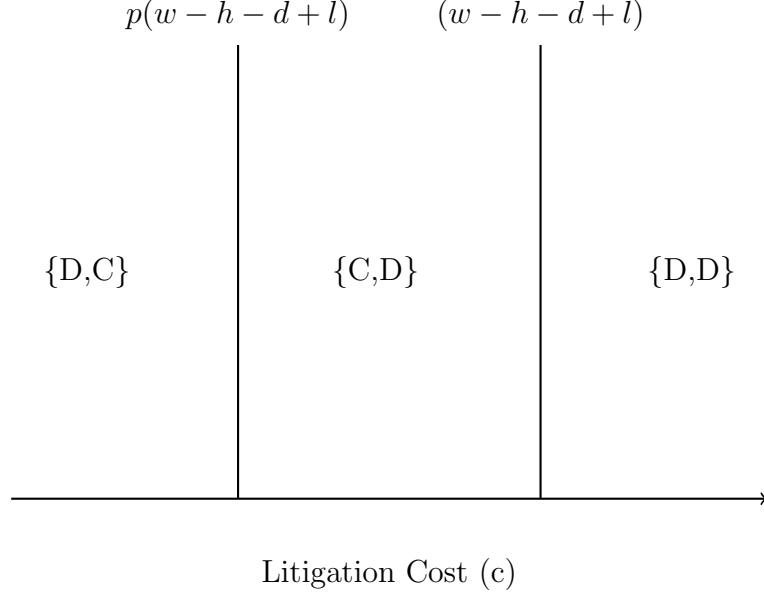 p(w − h − d + l) (w − h − d + l)
{D,C} {C,D} {D,D}
Litigation Cost (c)